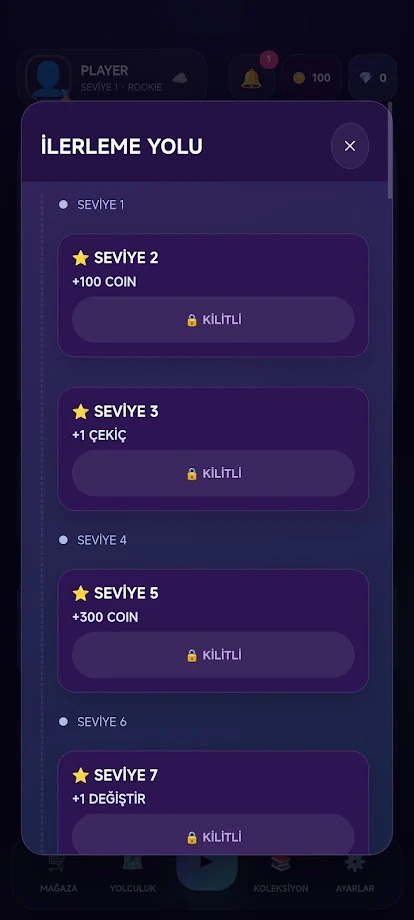 PLAYER
SEVİYE 1 · ROOKIE
1
100
0
İLERLEME YOLU
SEVİYE 1
SEVİYE 2
+100 COIN
KİLİTLİ
SEVİYE 3
+1 ÇEKİÇ
KİLİTLİ
SEVİYE 4
SEVİYE 5
+300 COIN
KİLİTLİ
SEVİYE 6
SEVİYE 7
+1 DEĞİŞTİR
KİLİTLİ
MAĞAZA
YOLCULUK
KOLEKSİYON
AYARLAR